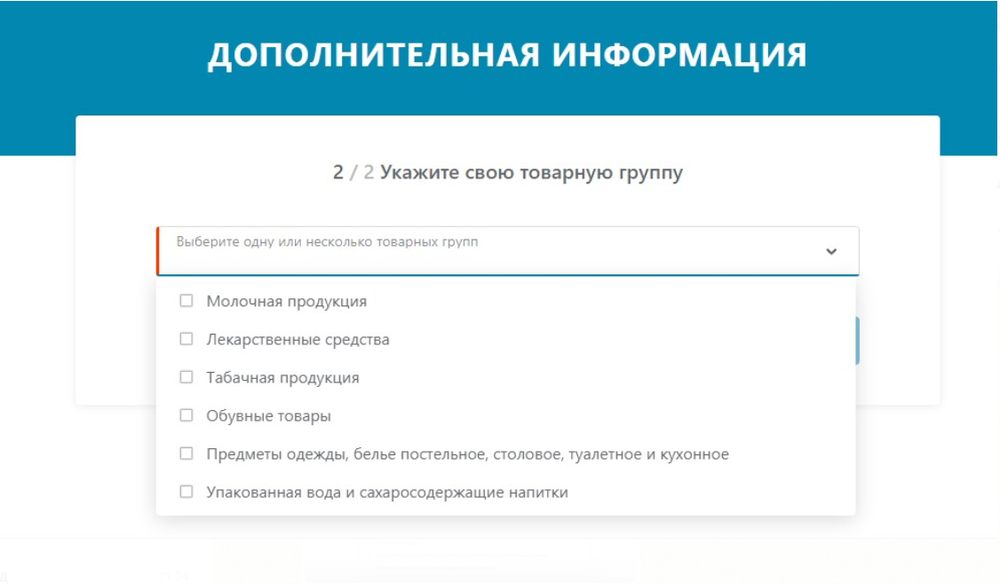 ДОПОЛНИТЕЛЬНАЯ ИНФОРМАЦИЯ
2 / 2 Укажите свою товарную группу
Выберите одну или несколько товарных групп
Молочная продукция
Лекарственные средства
Табачная продукция
Обувные товары
Предметы одежды, белье постельное, столовое, туалетное и кухонное
Упакованная вода и сахаросодержащие напитки